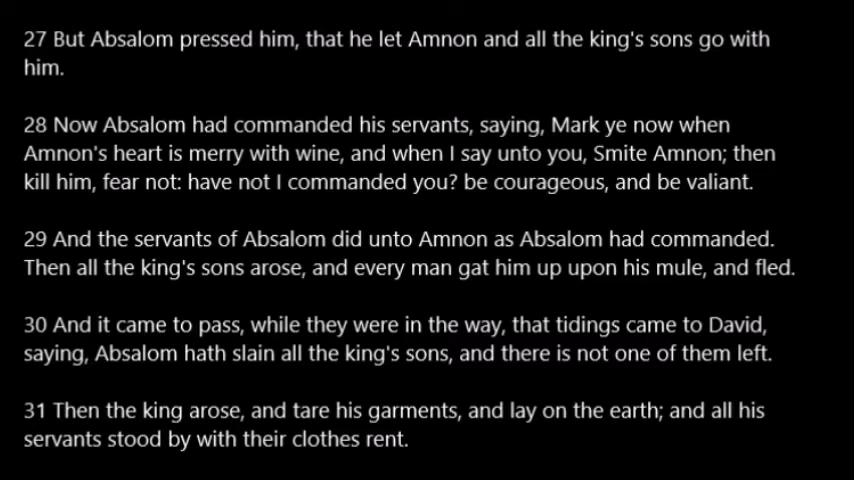 27 But Absalom pressed him, that he let Amnon and all the king's sons go with
him.
28 Now Absalom had commanded his servants, saying, Mark ye now when
Amnon's heart is merry with wine, and when I say unto you, Smite Amnon; then
kill him, fear not: have not I commanded you? be courageous, and be valiant.
29 And the servants of Absalom did unto Amnon as Absalom had commanded.
Then all the king's sons arose, and every man gat him up upon his mule, and fled.
30 And it came to pass, while they were in the way, that tidings came to David,
saying, Absalom hath slain all the king's sons, and there is not one of them left.
31 Then the king arose, and tare his garments, and lay on the earth; and all his
servants stood by with their clothes rent.